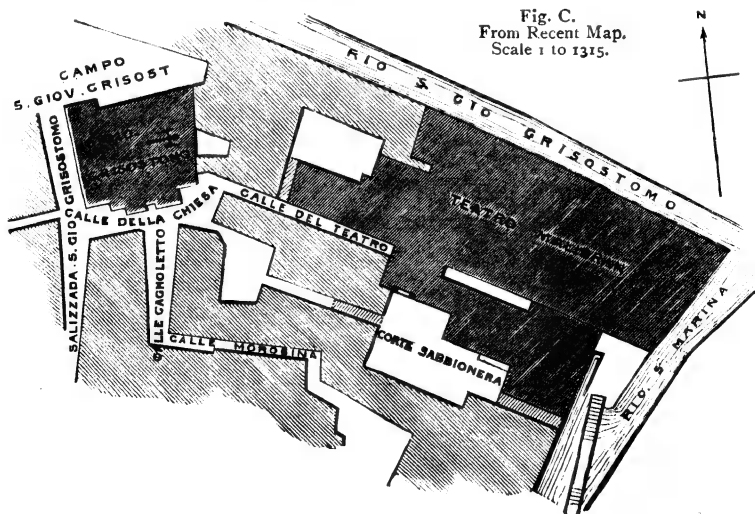 Fig. C.
From Recent Map.
Scale 1 to 1315.
N
CAMPO
S. GIOV. GRISOST
RIO S. GIO GRISOSTOMO
SALIZZADA. S. GIO. GRISOSTOMO
CALLE DELLA CHIESA
CALLE DEL TEATRO
TEATRO
CALLE CAGNOLETTO
CALLE MOROSINA
CORTE SABBIONERA
RIO. S. MARINA